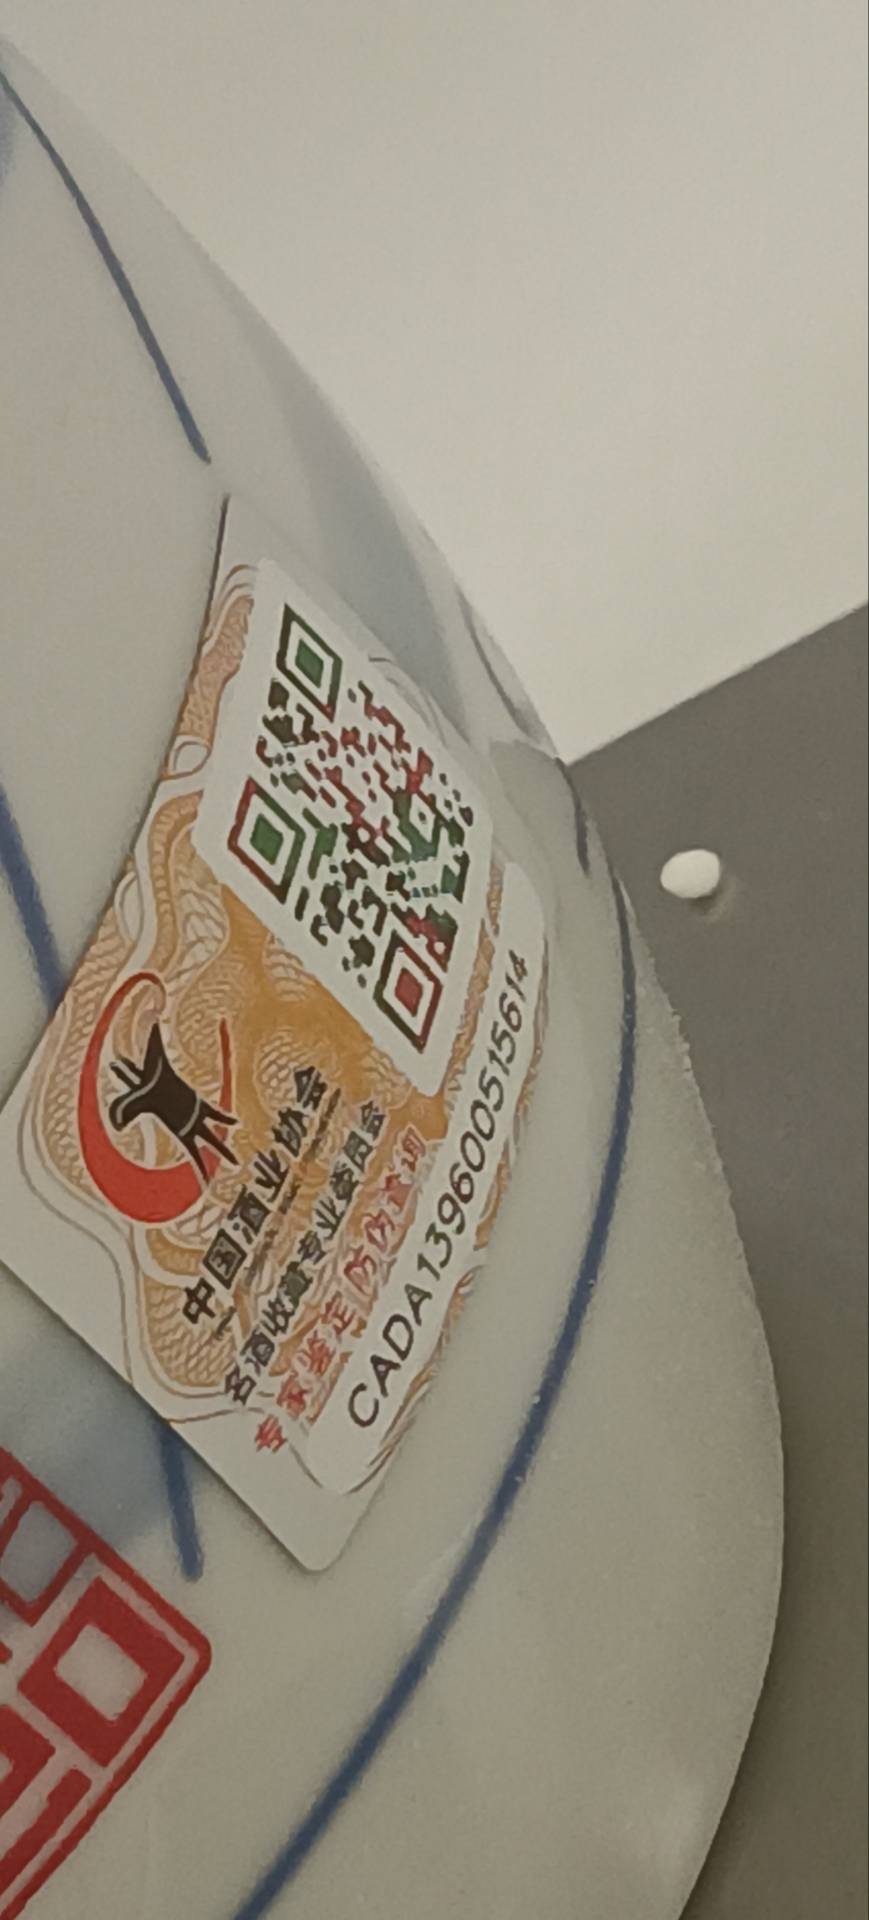 中国酒业协会
名酒收藏专业委员会
专家鉴定 防伪查询
CADA139600515614